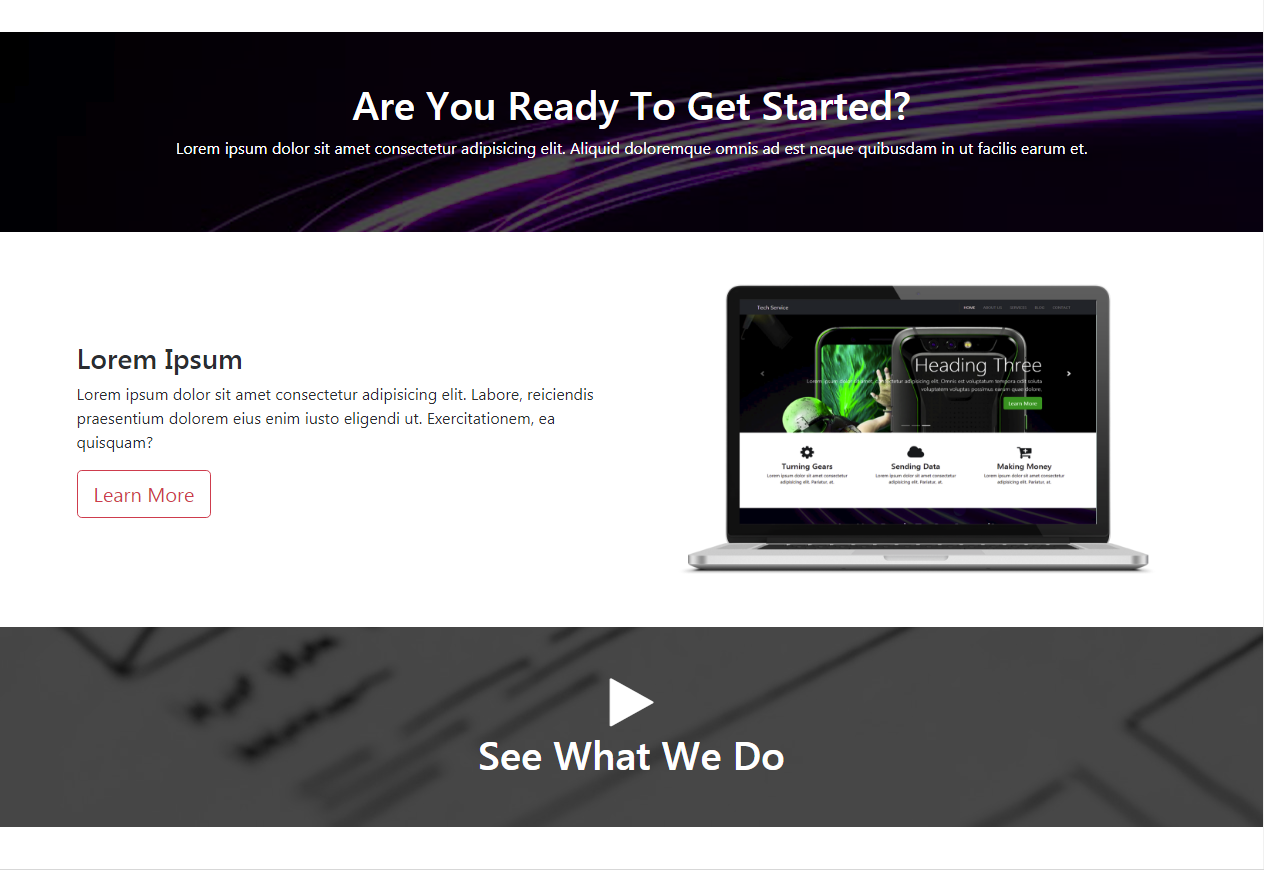 Are You Ready To Get Started?
Lorem ipsum dolor sit amet consectetur adipisicing elit. Aliquid doloremque omnis ad est neque quibusdam in ut facilis earum et.
Lorem Ipsum
Lorem ipsum dolor sit amet consectetur adipisicing elit. Labore, reiciendis
praesentium dolorem eius enim iusto eligendi ut. Exercitationem, ea
quisquam?
Learn More
Tech Service
HOME ABOUT US SERVICES BLOG CONTACT
Heading Three
Lorem ipsum dolor sit amet, consectetur adipisicing elit. Omnis est voluptatum tempora odit soluta
voluptatem voluptas possimus earum quae dolore.
Learn More
Turning Gears
Lorem ipsum dolor sit amet consectetur
adipisicing elit. Pariatur, at.
Sending Data
Lorem ipsum dolor sit amet consectetur
adipisicing elit. Pariatur, at.
Making Money
Lorem ipsum dolor sit amet consectetur
adipisicing elit. Pariatur, at.
See What We Do